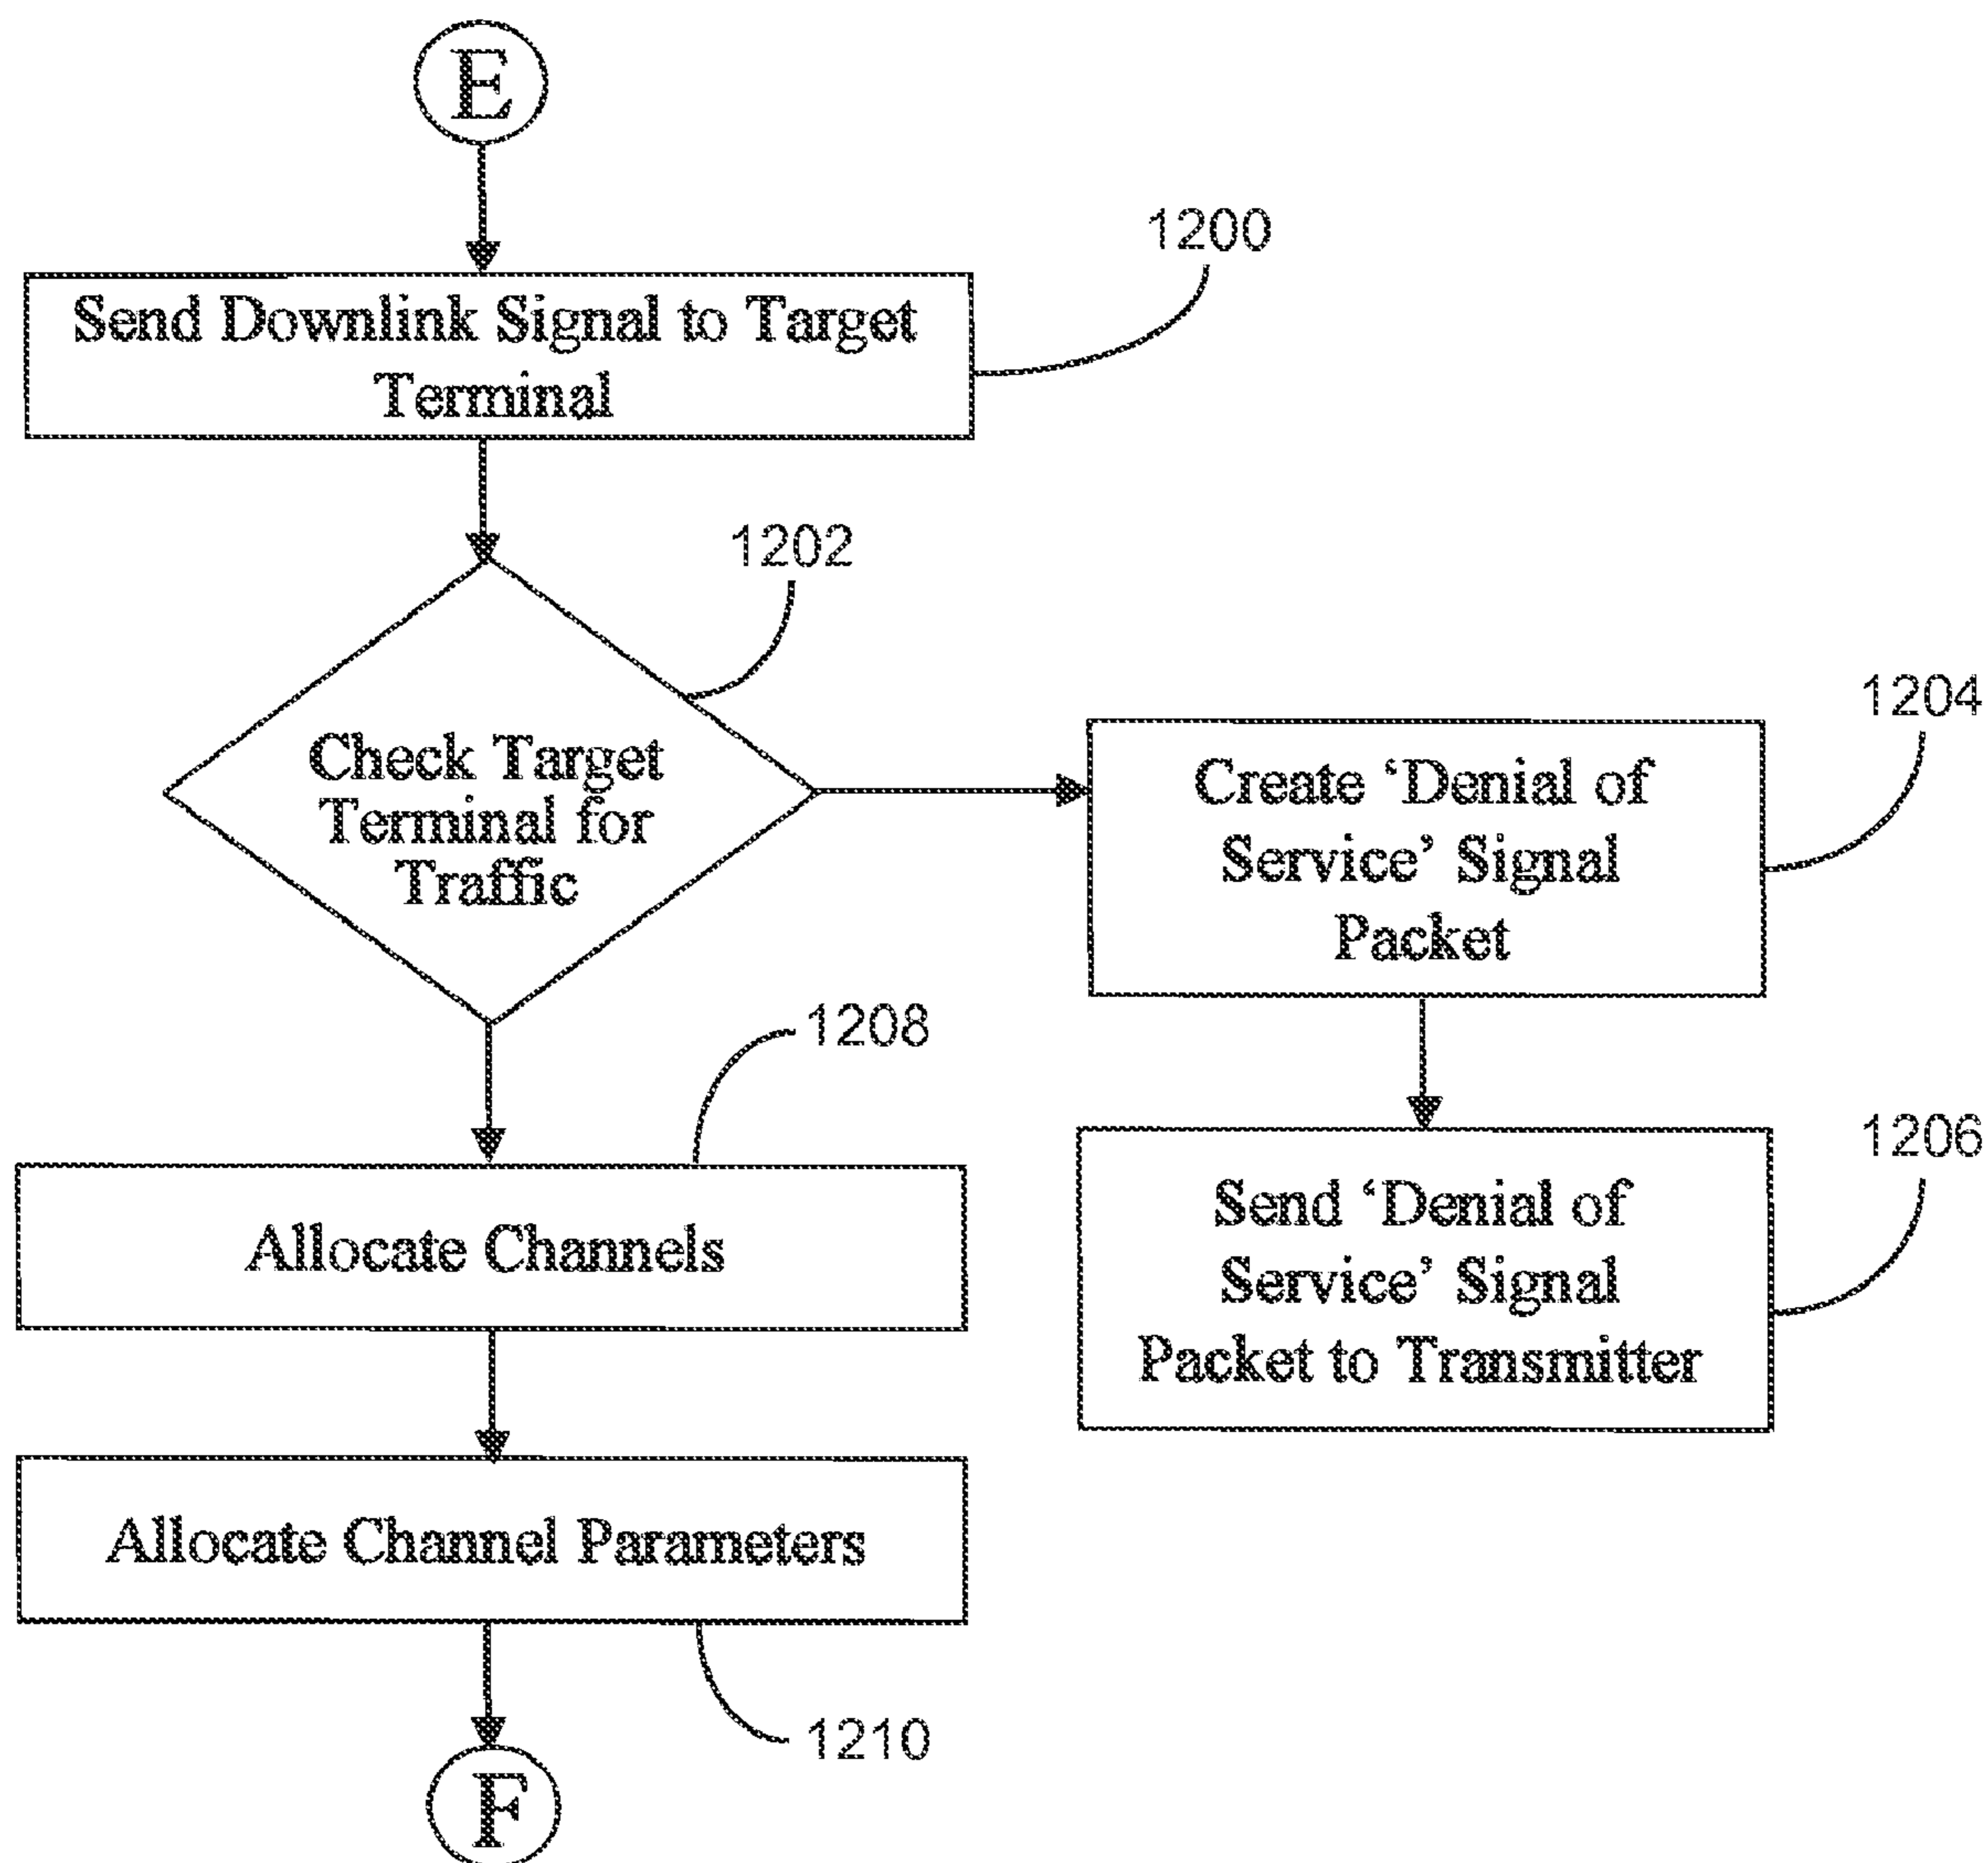 E
1200
Send Downlink Signal to Target
Terminal
1202
Check Target
Terminal for
Traffic
1204
Create ‘Denial of
Service’ Signal
Packet
1206
Send ‘Denial of
Service’ Signal
Packet to Transmitter
1208
Allocate Channels
Allocate Channel Parameters
1210
F